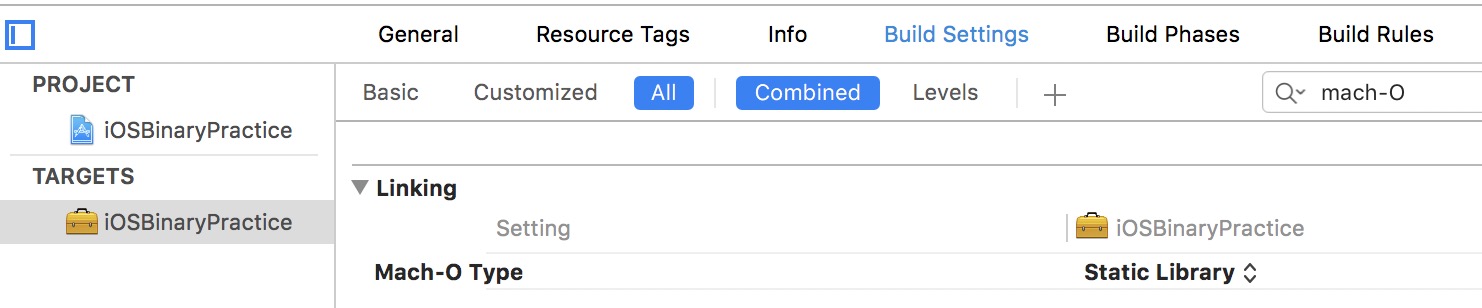 General Resource Tags Info Build Settings Build Phases Build Rules
PROJECT
iOSBinaryPractice
TARGETS
iOSBinaryPractice
Basic Customized All Combined Levels + mach-O
Linking
Setting iOSBinaryPractice
Mach-O Type Static Library